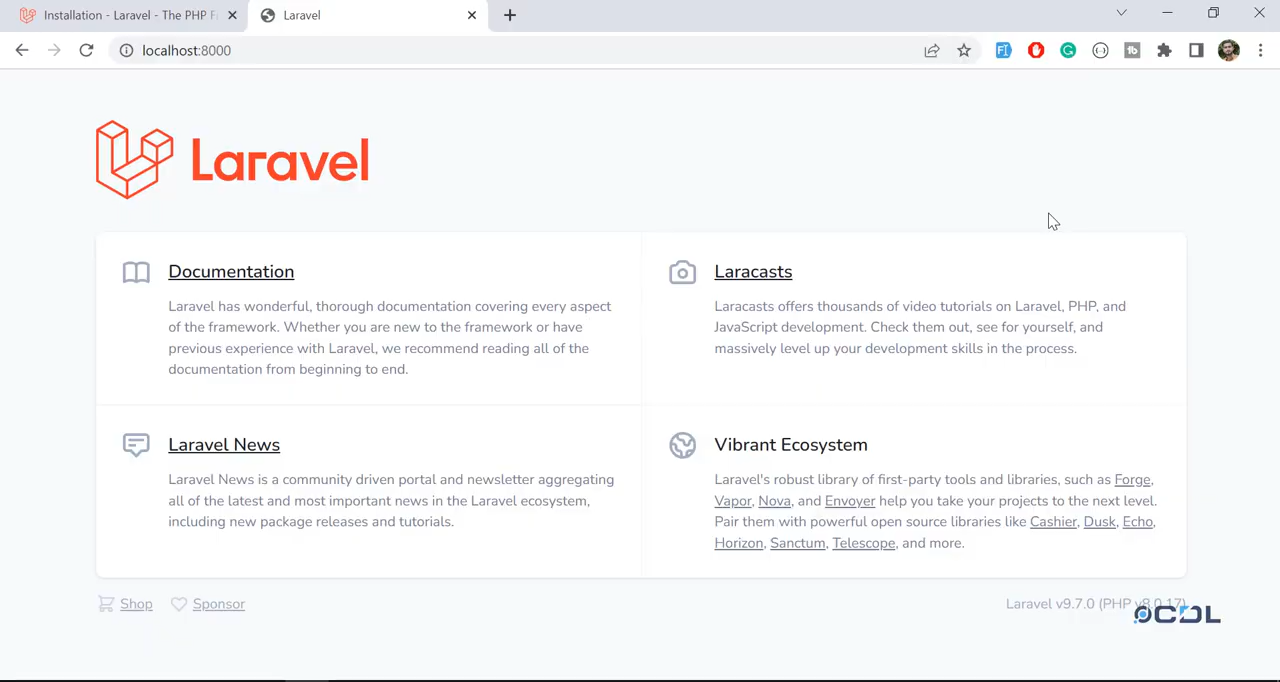 Installation - Laravel - The PHP F
Laravel
localhost:8000
Laravel
Documentation
Laravel has wonderful, thorough documentation covering every aspect
of the framework. Whether you are new to the framework or have
previous experience with Laravel, we recommend reading all of the
documentation from beginning to end.
Laracasts
Laracasts offers thousands of video tutorials on Laravel, PHP, and
JavaScript development. Check them out, see for yourself, and
massively level up your development skills in the process.
Laravel News
Laravel News is a community driven portal and newsletter aggregating
all of the latest and most important news in the Laravel ecosystem,
including new package releases and tutorials.
Vibrant Ecosystem
Laravel's robust library of first-party tools and libraries, such as Forge,
Vapor, Nova, and Envoyer help you take your projects to the next level.
Pair them with powerful open source libraries like Cashier, Dusk, Echo,
Horizon, Sanctum, Telescope, and more.
Shop
Sponsor
Laravel v9.7.0 (PHP v8.0.17)